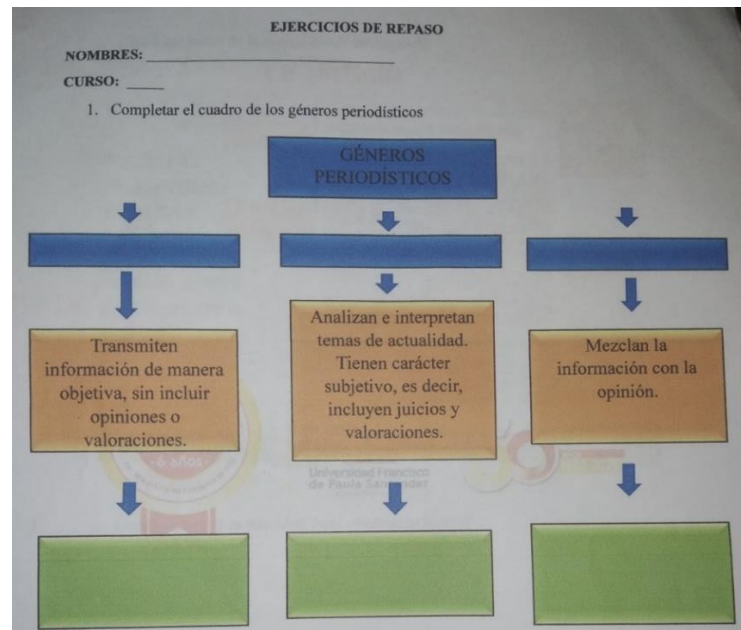 EJERCICIOS DE REPASO
NOMBRES:
CURSO:
1. Completar el cuadro de los géneros periodísticos
GÉNEROS
PERIODÍSTICOS
Transmiten
información de manera
objetiva, sin incluir
opiniones o
valoraciones.
Analizan e interpretan
temas de actualidad.
Tienen carácter
subjetivo, es decir,
incluyen juicios y
valoraciones.
Mezclan la
información con la
opinión.
6 años
Universidad Francisco
de Paula Santander